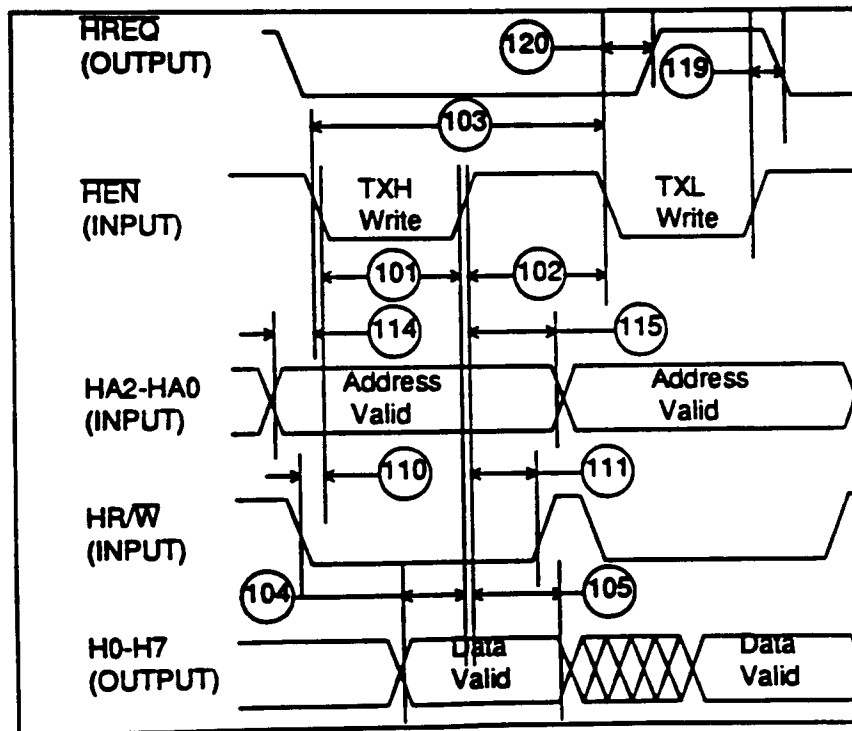 HREQ
(OUTPUT)
120
119
103
HEN
(INPUT)
TXH
Write
TXL
Write
101
102
114
115
HA2-HA0
(INPUT)
Address
Valid
Address
Valid
110
111
HR/W
(INPUT)
104
105
H0-H7
(OUTPUT)
Data
Valid
Data
Valid